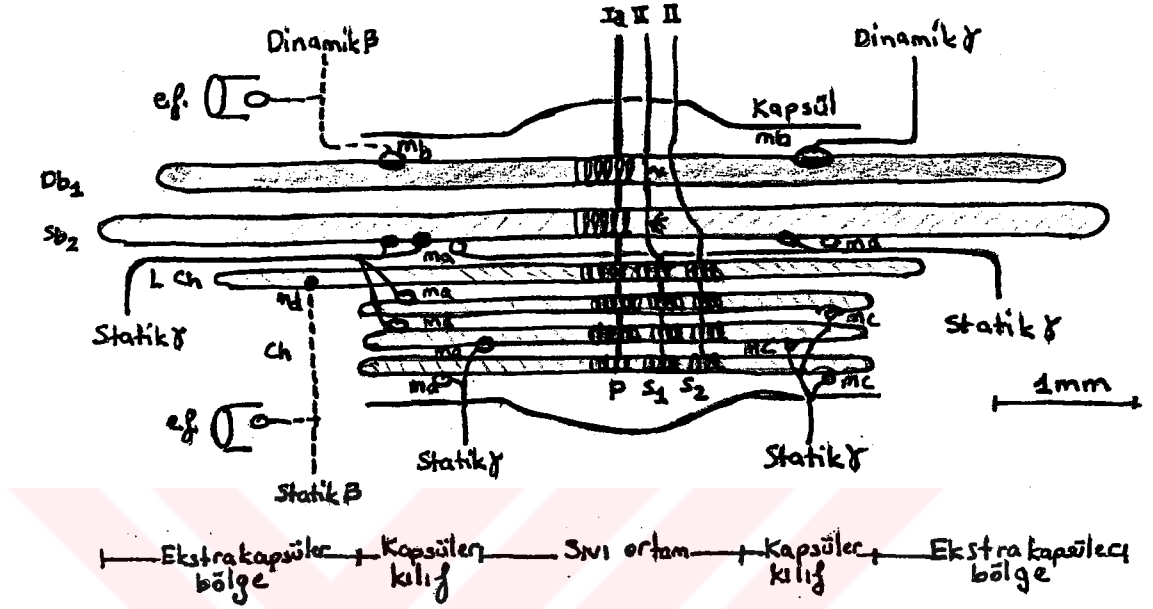 Ia II II
Dinamik β
Dinamik γ
ef.
Kapsül
mb
mb
Db1
Sb2
ma
ma
L Ch
md
ma
mc
Statik γ
ma
Statik γ
Ch
ma
mc
ma
mc
P S1 S2
1mm
ef.
Statik γ
Statik γ
Statik β
Ekstrakapsüler Kapsüler Sıvı ortam Kapsüler Ekstrakapsüler
bölge kılıf kılıf bölge